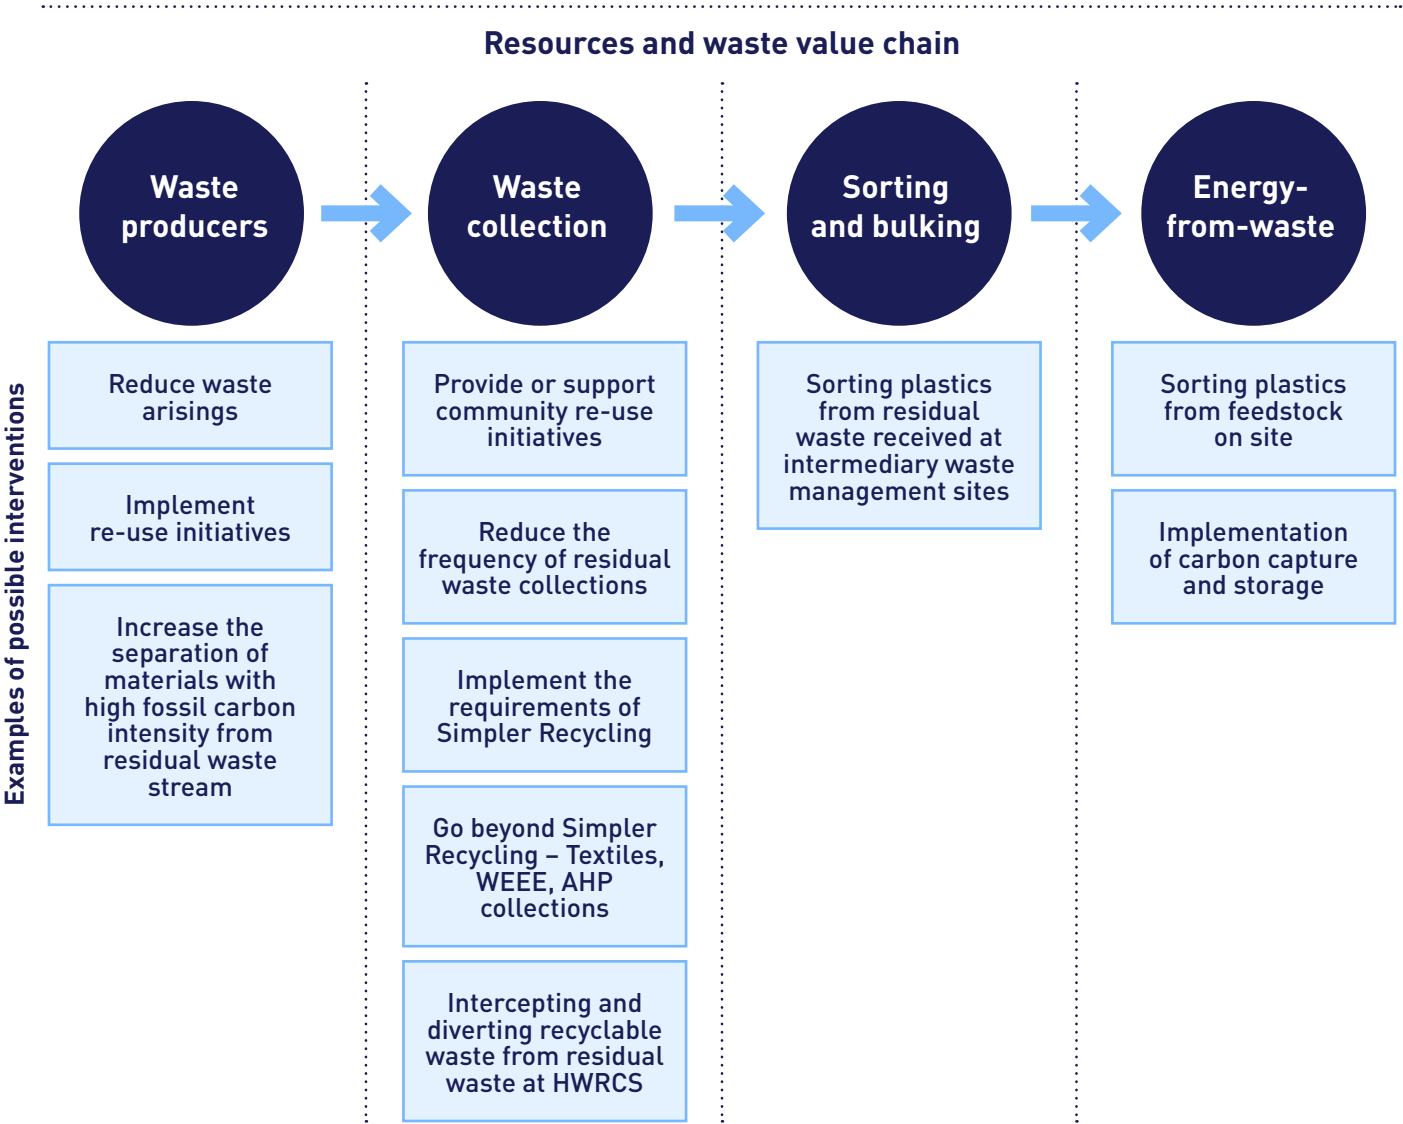 Resources and waste value chain
Waste
producers
Waste
collection
Sorting
and bulking
Energy-
from-waste
Examples of possible interventions
Reduce waste
arisings
Implement
re-use initiatives
Increase the
separation of
materials with
high fossil carbon
intensity from
residual waste
stream
Provide or support
community re-use
initiatives
Reduce the
frequency of residual
waste collections
Implement the
requirements of
Simpler Recycling
Go beyond Simpler
Recycling – Textiles,
WEEE, AHP
collections
Intercepting and
diverting recyclable
waste from residual
waste at HWRCS
Sorting plastics
from residual
waste received at
intermediary waste
management sites
Sorting plastics
from feedstock
on site
Implementation
of carbon capture
and storage